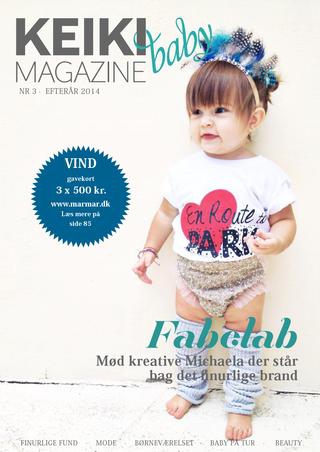 KEIKI baby
MAGAZINE
NR 3 · EFTERÅR 2014
VIND
gavekort
3 x 500 kr.
www.marmar.dk
Læs mere på
side 85
En Route to
PARIS
Fabelab
Mød kreative Michaela der står
bag det finurlige brand
FINURLIGE FUND · MODE · BØRNEVÆRELSET · BABY PÅ TUR · BEAUTY